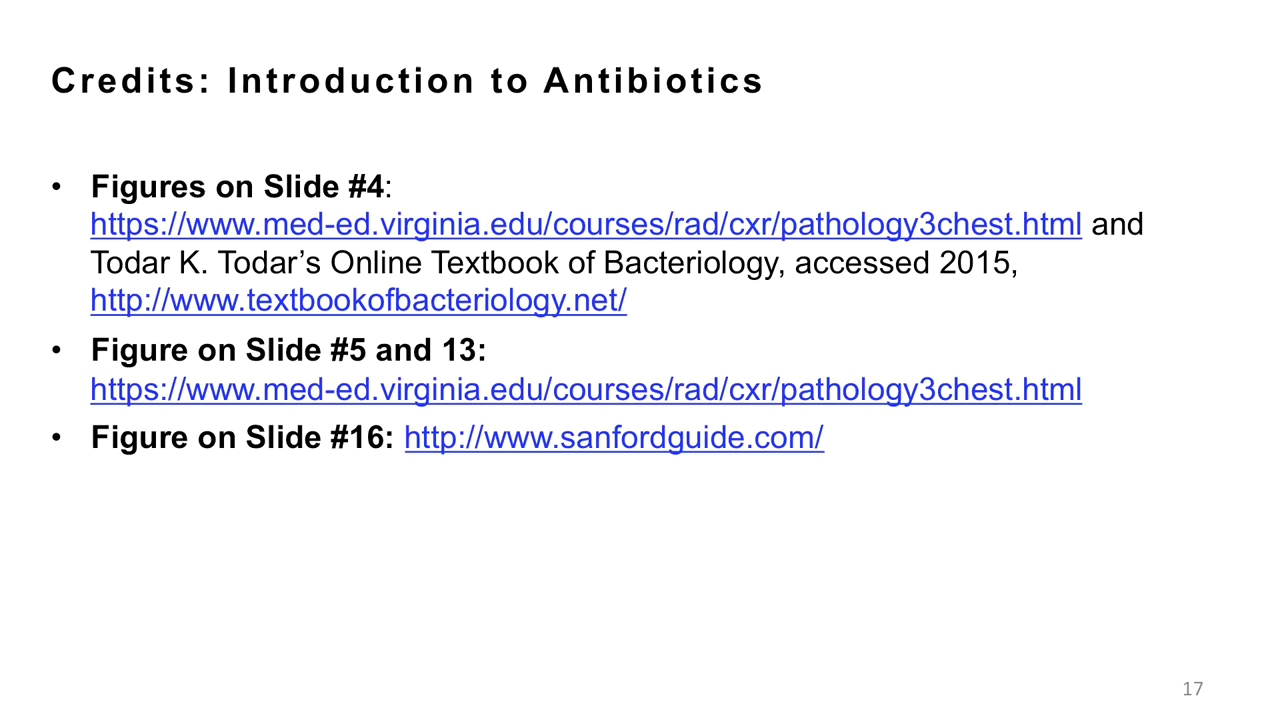 Credits: Introduction to Antibiotics
• Figures on Slide #4:
https://www.med-ed.virginia.edu/courses/rad/cxr/pathology3chest.html and
Todar K. Todar’s Online Textbook of Bacteriology, accessed 2015,
http://www.textbookofbacteriology.net/
• Figure on Slide #5 and 13:
https://www.med-ed.virginia.edu/courses/rad/cxr/pathology3chest.html
• Figure on Slide #16: http://www.sanfordguide.com/
17